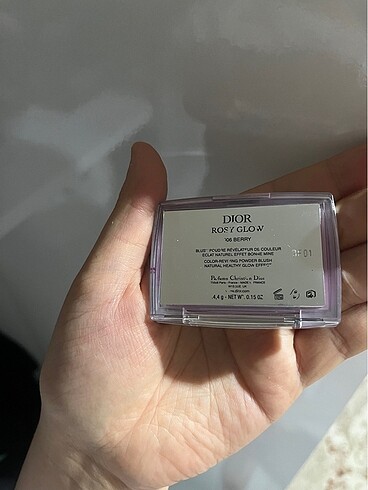 DIOR
ROSY GLOW
106 BERRY
BLUSH POUDRE RÉVÉLATEUR DE COULEUR
ÉCLAT NATUREL EFFET BONNE MINE
COLOR-REVIVING POWDER BLUSH
NATURAL HEALTHY GLOW EFFECT
Parfums Christian Dior
4,4 g - NET WT. 0.15 OZ